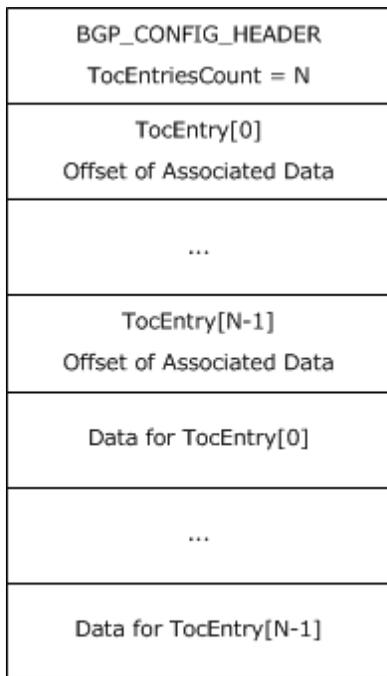 BGP_CONFIG_HEADER
TocEntriesCount = N
TocEntry[0]
Offset of Associated Data
...
TocEntry[N-1]
Offset of Associated Data
Data for TocEntry[0]
...
Data for TocEntry[N-1]